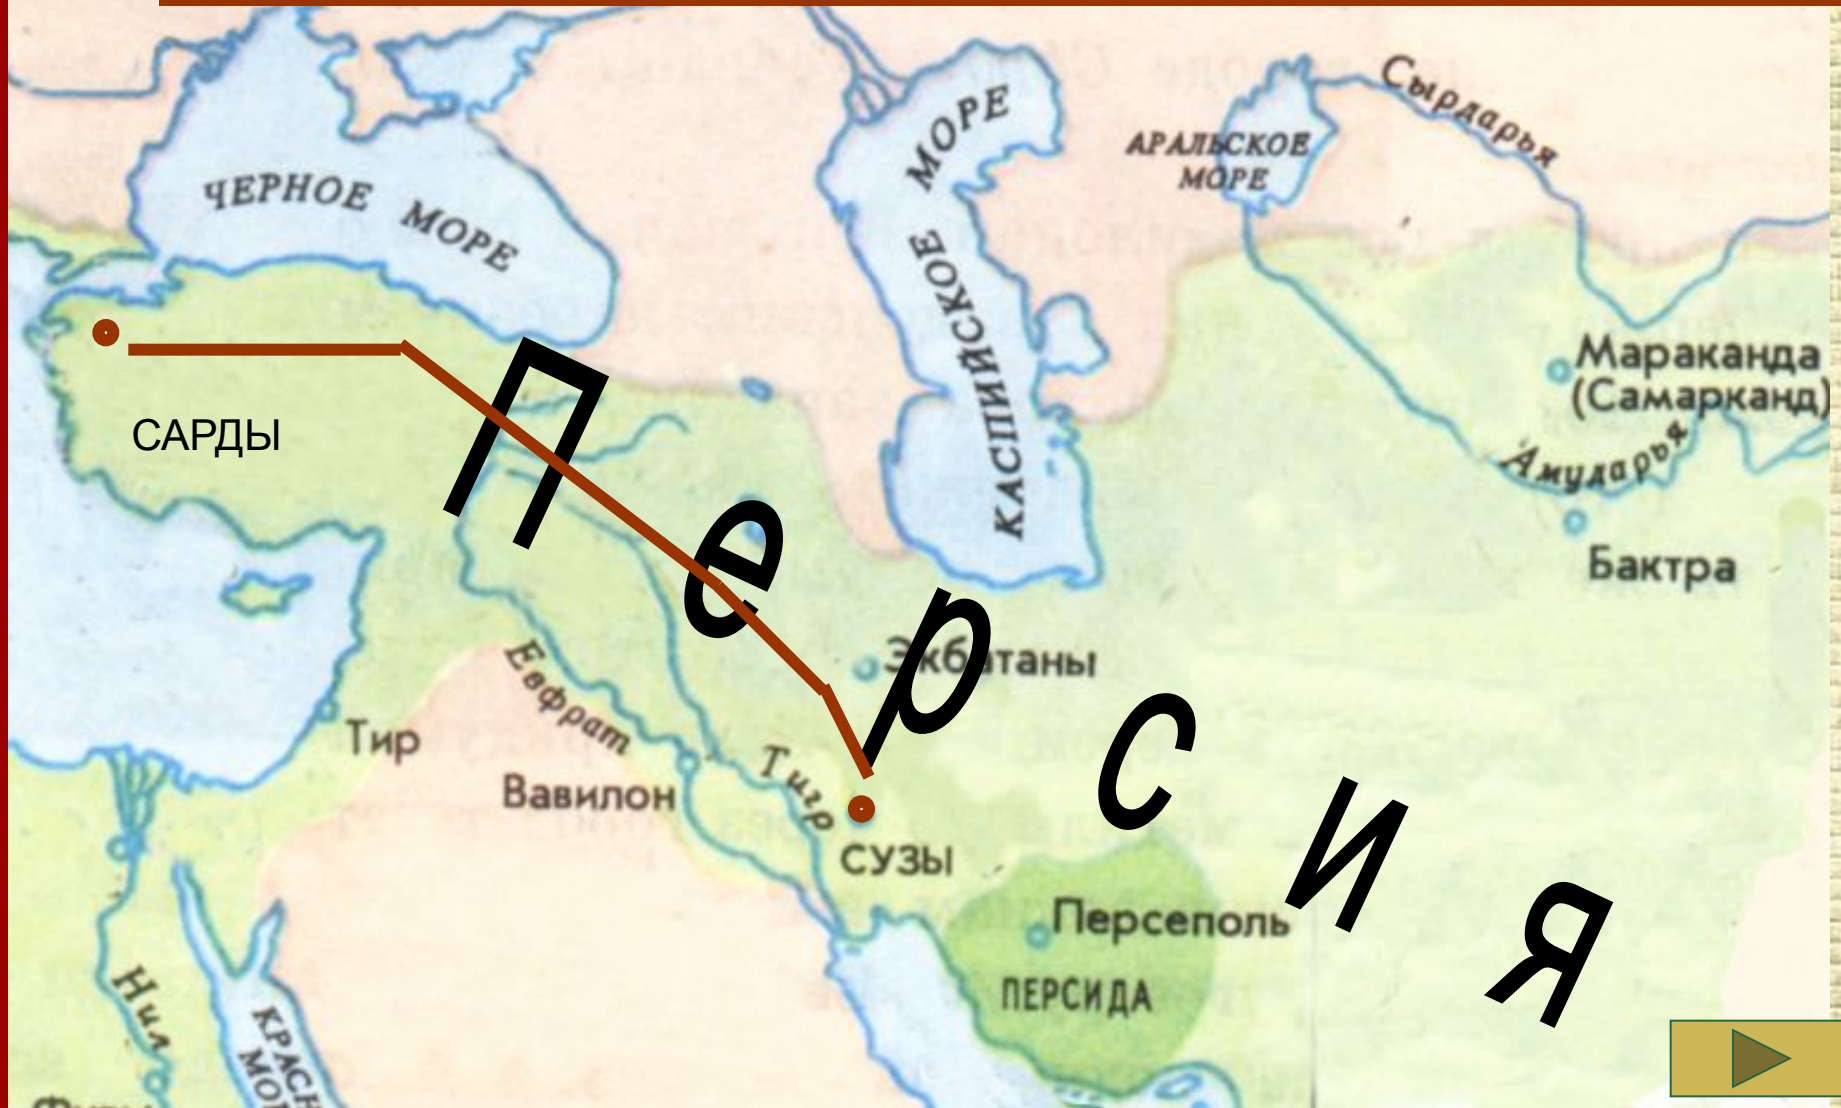 Сырдарья
МОРЕ
АРАЛЬСКОЕ
МОРЕ
ЧЕРНОЕ МОРЕ
КАСПИЙСКОЕ
Мараканда
(Самарканд)
САРДЫ
Амударья
Бактра
Персия
Экбатаны
Евфрат
Тир
Тигр
Вавилон
СУЗЫ
Персеполь
ПЕРСИДА
Нил